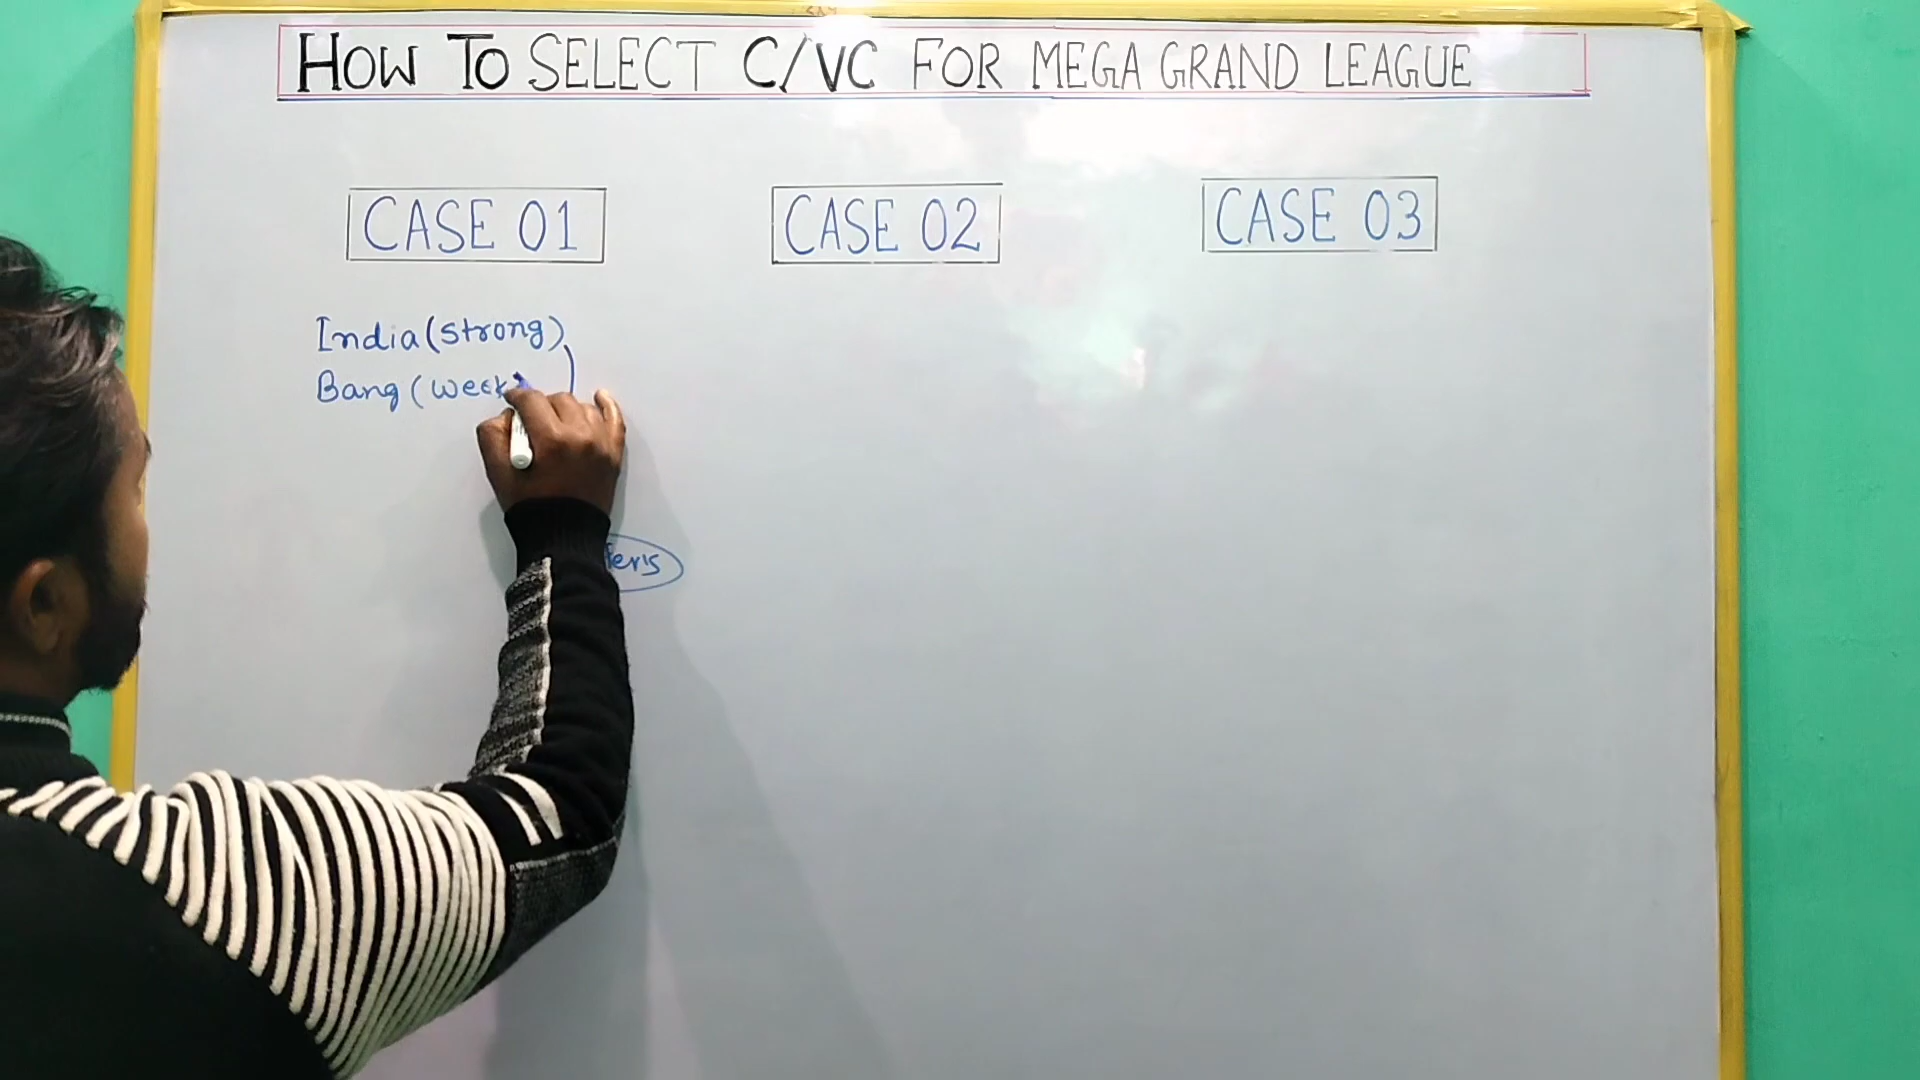 HOW TO SELECT C/VC FOR MEGA GRAND LEAGUE
CASE 01 CASE 02 CASE 03
India (strong)
Bang (week)